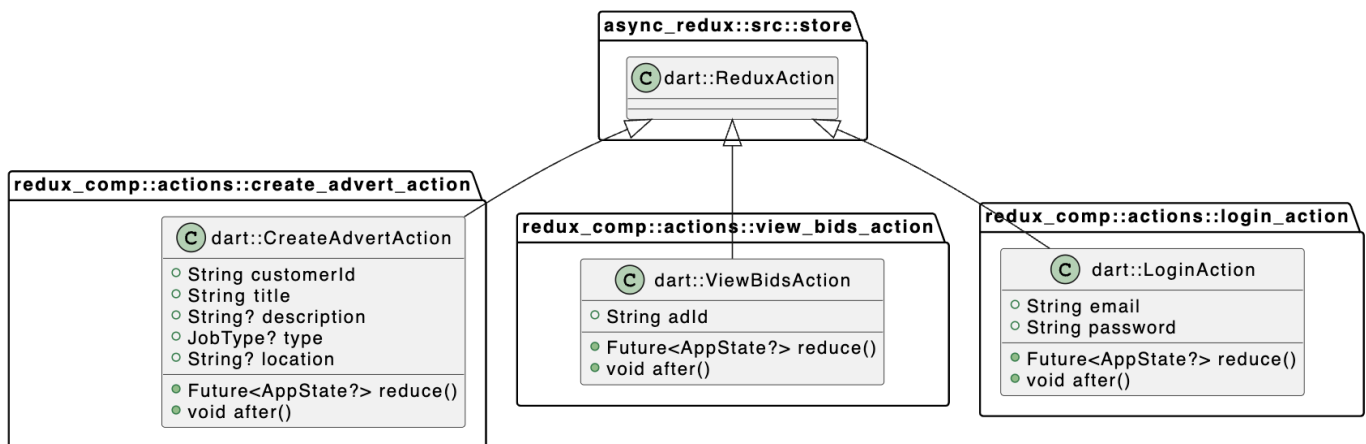 async_redux::src::store
C dart::ReduxAction
redux_comp::actions::create_advert_action
C dart::CreateAdvertAction
String customerId
String title
String? description
JobType? type
String? location
Future<AppState?> reduce()
void after()
redux_comp::actions::view_bids_action
C dart::ViewBidsAction
String adId
Future<AppState?> reduce()
void after()
redux_comp::actions::login_action
C dart::LoginAction
String email
String password
Future<AppState?> reduce()
void after()